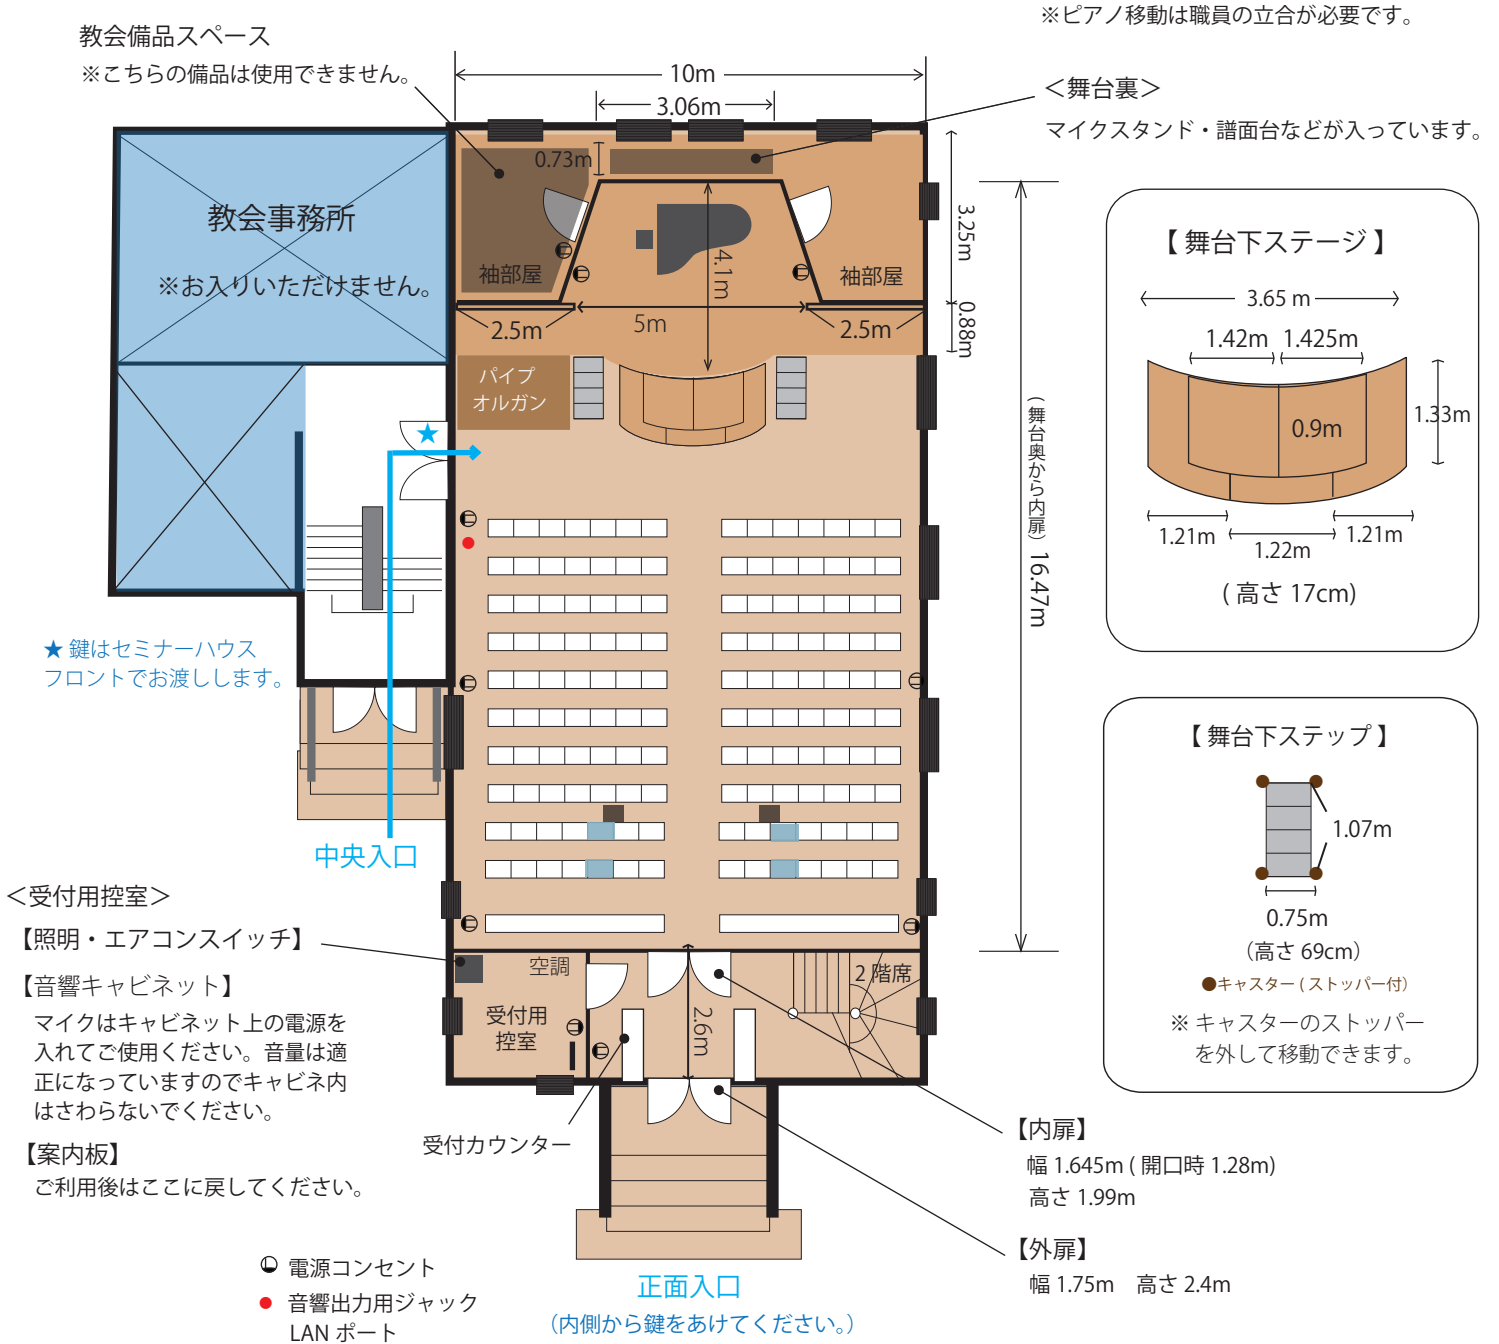 ※ピアノ移動は職員の立合が必要です。
教会備品スペース
※こちらの備品は使用できません。
10m
3.06m
＜舞台裏＞
マイクスタンド・譜面台などが入っています。
0.73m
教会事務所
※お入りいただけません。
袖部屋
4.1m
袖部屋
3.25m
2.5m
5m
2.5m
0.88m
パイプ
オルガン
（舞台奥から内扉）16.47m
【 舞台下ステージ 】
3.65 m
1.42m
1.425m
0.9m
1.33m
1.21m
1.22m
1.21m
( 高さ 17cm)
★
★ 鍵はセミナーハウス
フロントでお渡しします。
中央入口
【 舞台下ステップ 】
1.07m
0.75m
（高さ 69cm）
●キャスター ( ストッパー付）
※ キャスターのストッパー
を外して移動できます。
＜受付用控室＞
【照明・エアコンスイッチ】
【音響キャビネット】
マイクはキャビネット上の電源を
入れてご使用ください。音量は適
正になっていますのでキャビネ内
はさわらないでください。
【案内板】
ご利用後はここに戻してください。
空調
受付用
控室
2.6m
2 階席
受付カウンター
【内扉】
幅 1.645m ( 開口時 1.28m)
高さ 1.99m
【外扉】
幅 1.75m　高さ 2.4m
電源コンセント
● 音響出力用ジャック
LAN ポート
正面入口
（内側から鍵をあけてください。）